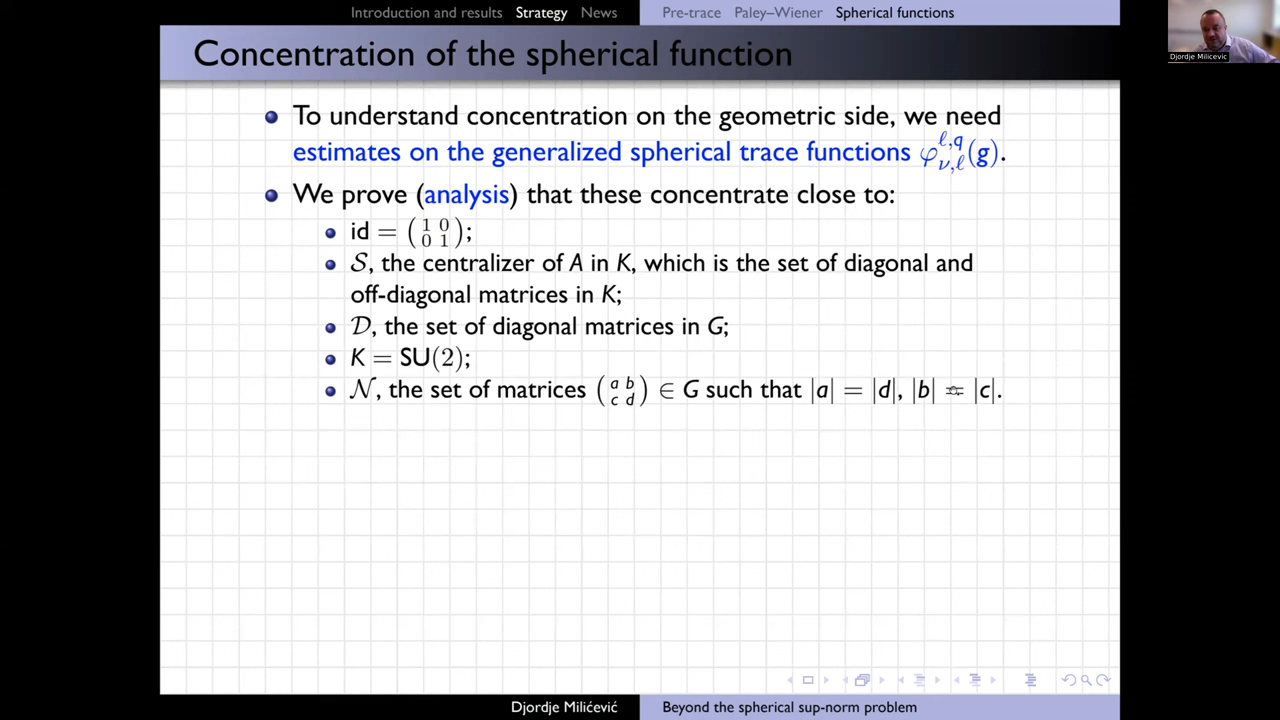 Introduction and results Strategy News Pre-trace Paley–Wiener Spherical functions
Djordje Milicevic
Concentration of the spherical function
To understand concentration on the geometric side, we need
estimates on the generalized spherical trace functions φ_{ν,ℓ}^{ℓ,q}(g).
We prove (analysis) that these concentrate close to:
id = (1 0 / 0 1);
𝒮, the centralizer of A in K, which is the set of diagonal and
off-diagonal matrices in K;
𝒟, the set of diagonal matrices in G;
K = SU(2);
𝒩, the set of matrices (a b / c d) ∈ G such that |a| = |d|, |b| = |c|.
Djordje Milićević Beyond the spherical sup-norm problem